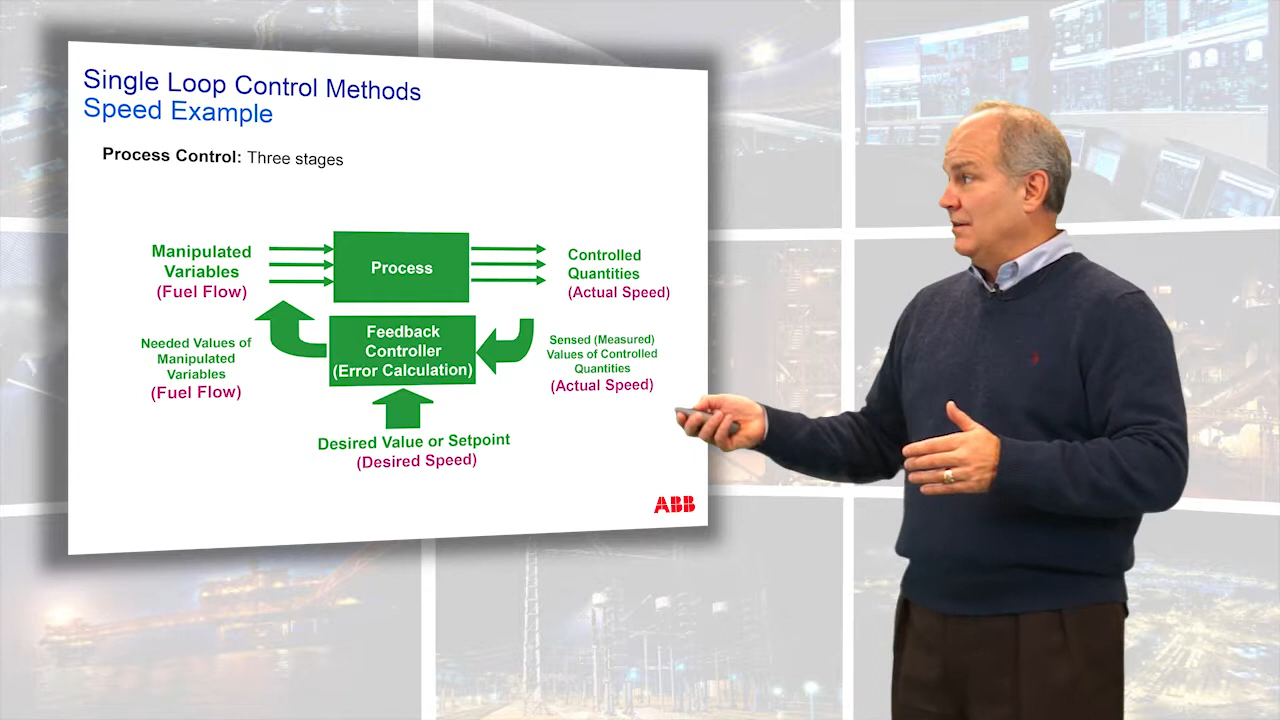 Single Loop Control Methods
Speed Example
Process Control: Three stages
Manipulated
Variables
(Fuel Flow)
Process
Controlled
Quantities
(Actual Speed)
Needed Values of
Manipulated
Variables
(Fuel Flow)
Feedback
Controller
(Error Calculation)
Sensed (Measured)
Values of Controlled
Quantities
(Actual Speed)
Desired Value or Setpoint
(Desired Speed)
ABB